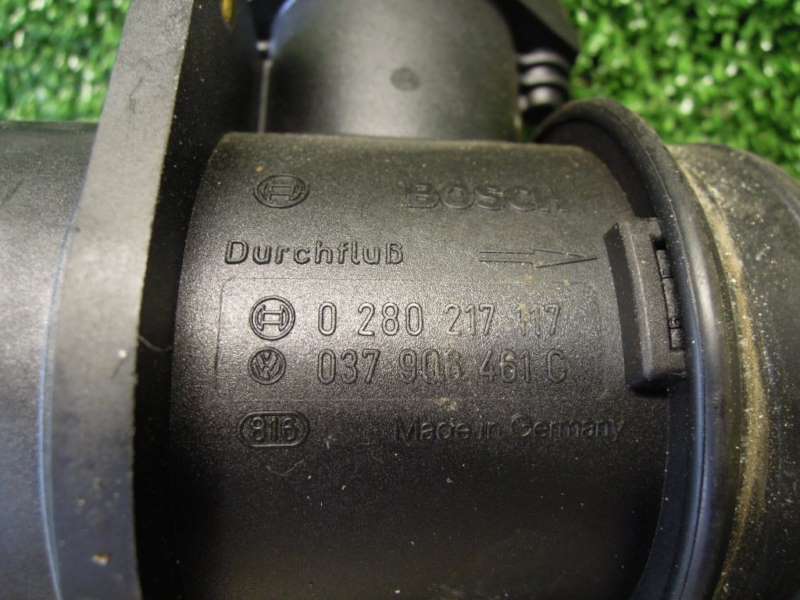 BOSCH
Durchfluß
0 280 217 117
037 906 461 C
816
Made in Germany